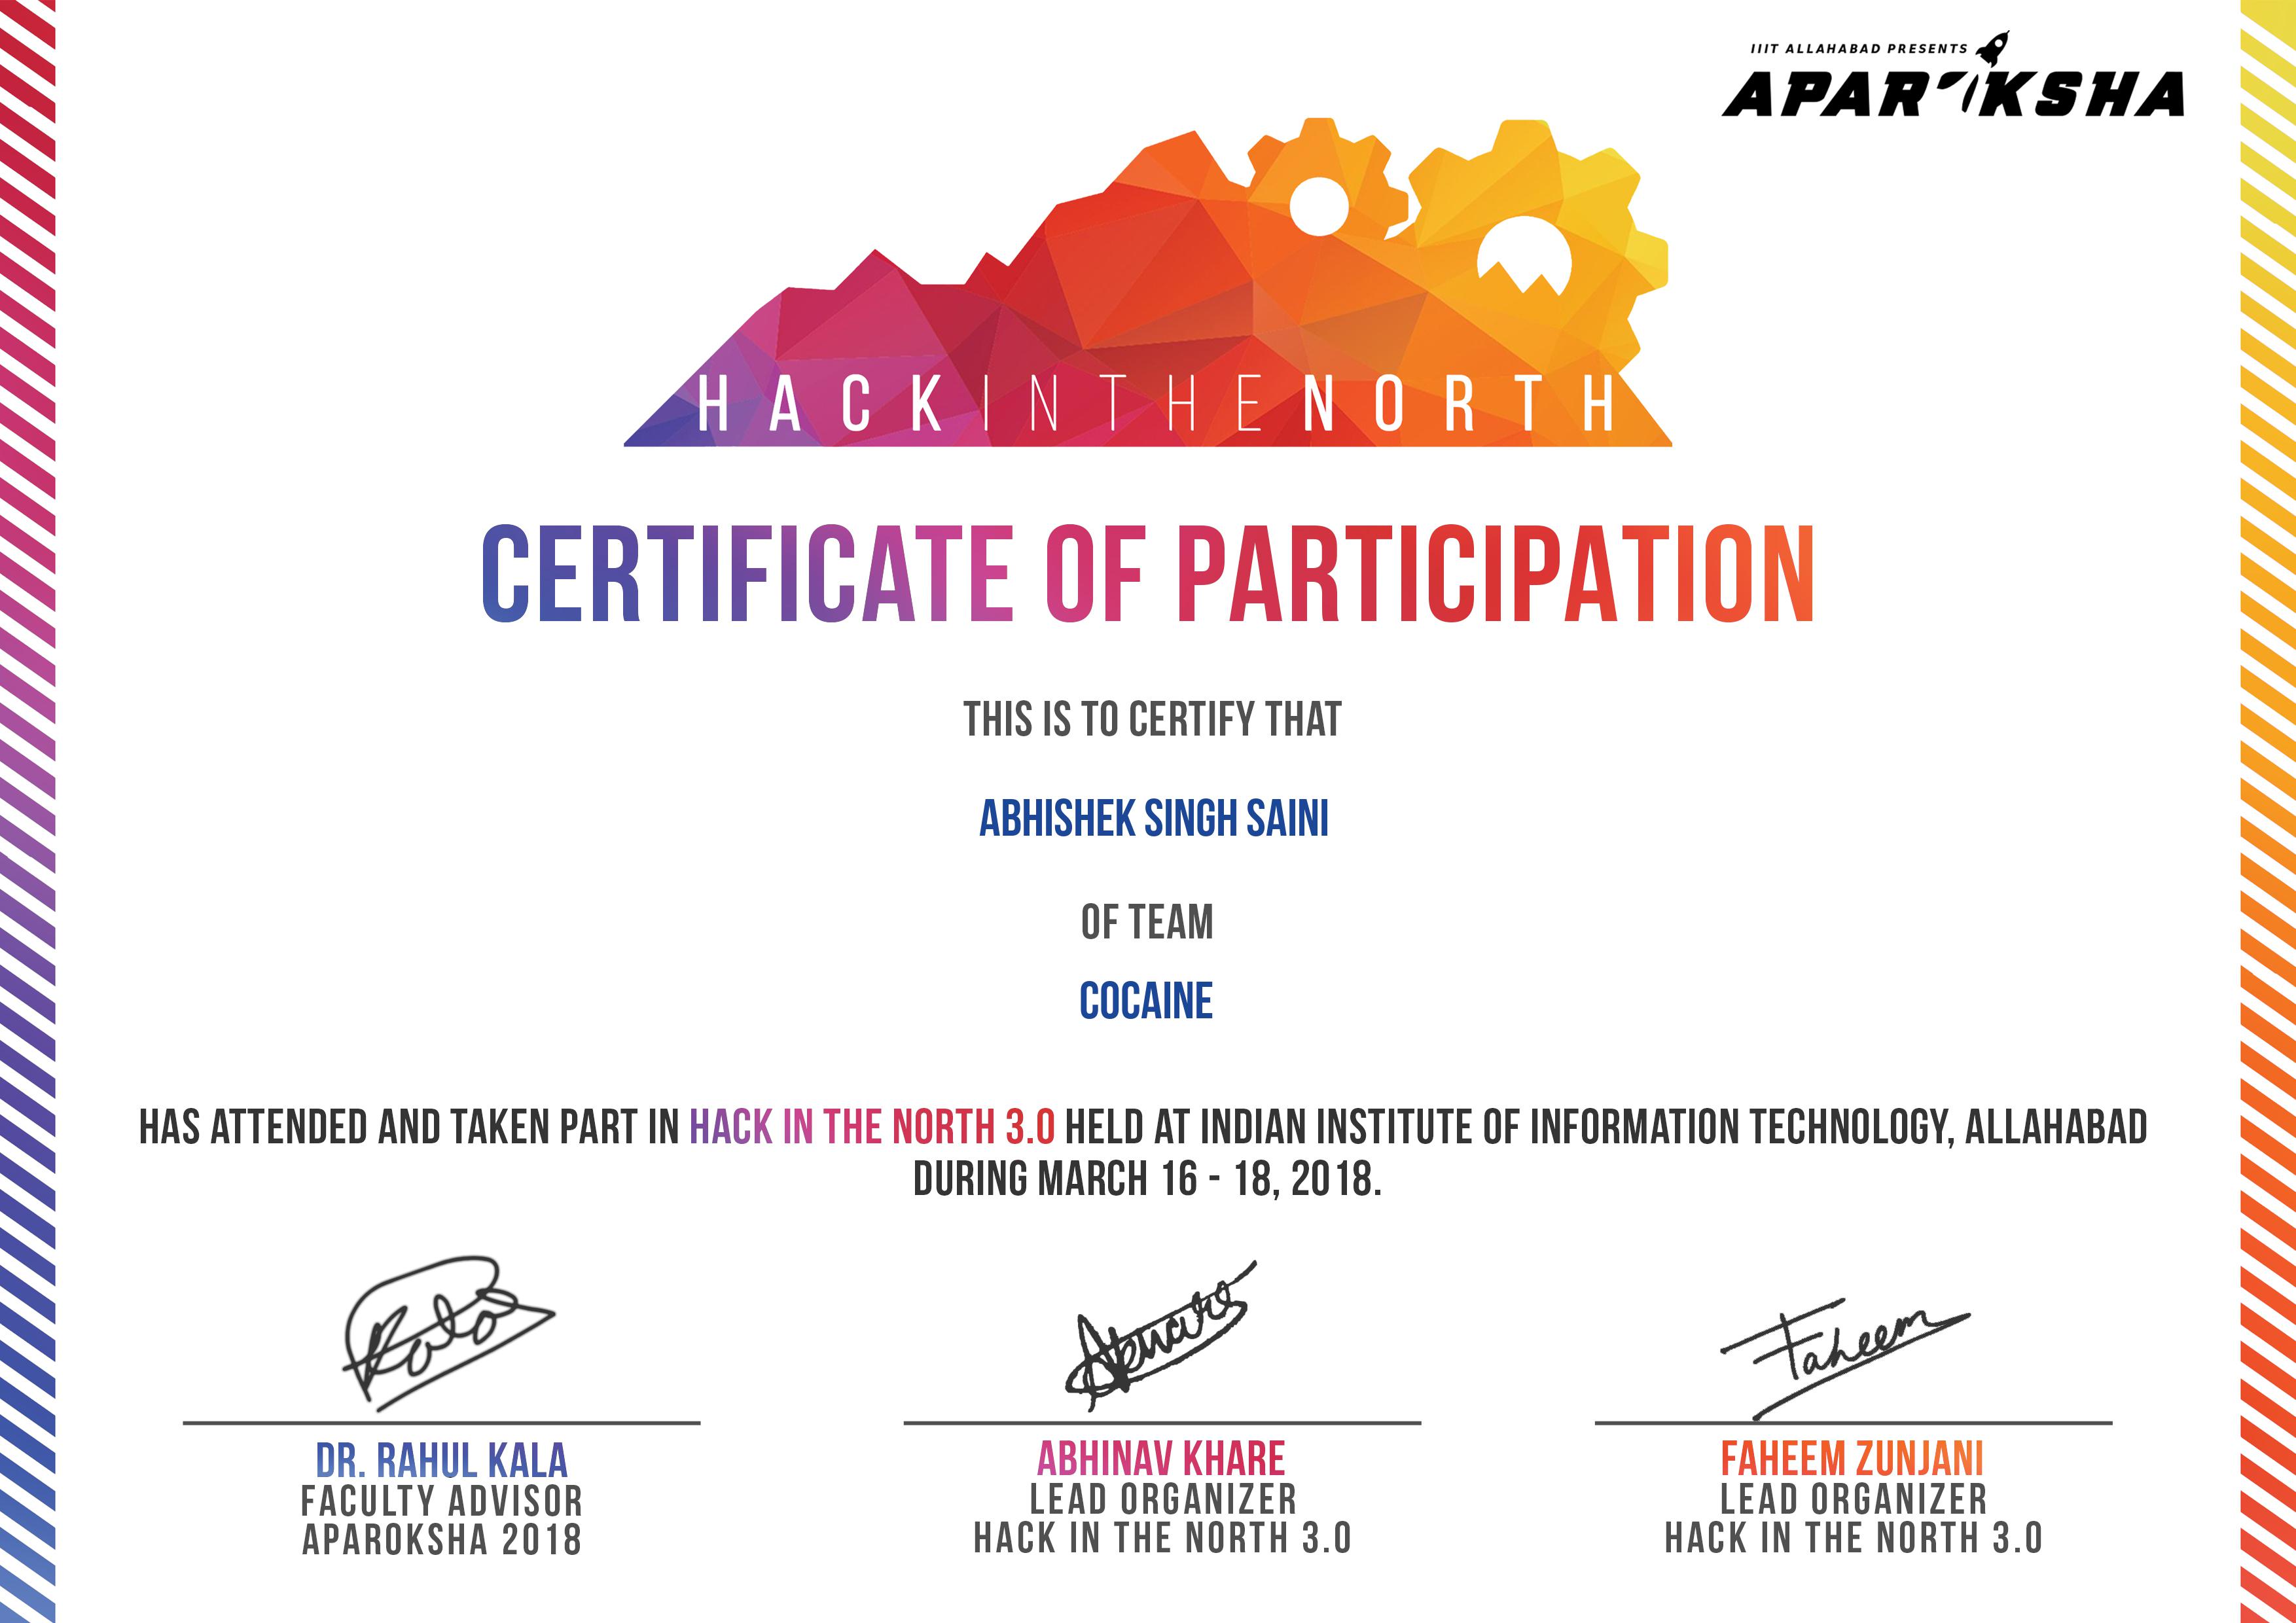 IIIT ALLAHABAD PRESENTS
APAROKSHA
HACKINTHENORTH
CERTIFICATE OF PARTICIPATION
THIS IS TO CERTIFY THAT
ABHISHEK SINGH SAINI
OF TEAM
COCAINE
HAS ATTENDED AND TAKEN PART IN HACK IN THE NORTH 3.0 HELD AT INDIAN INSTITUTE OF INFORMATION TECHNOLOGY, ALLAHABAD
DURING MARCH 16 - 18, 2018.
Kala
Abhinav
Faheem
DR. RAHUL KALA
FACULTY ADVISOR
APAROKSHA 2018
ABHINAV KHARE
LEAD ORGANIZER
HACK IN THE NORTH 3.0
FAHEEM ZUNJANI
LEAD ORGANIZER
HACK IN THE NORTH 3.0